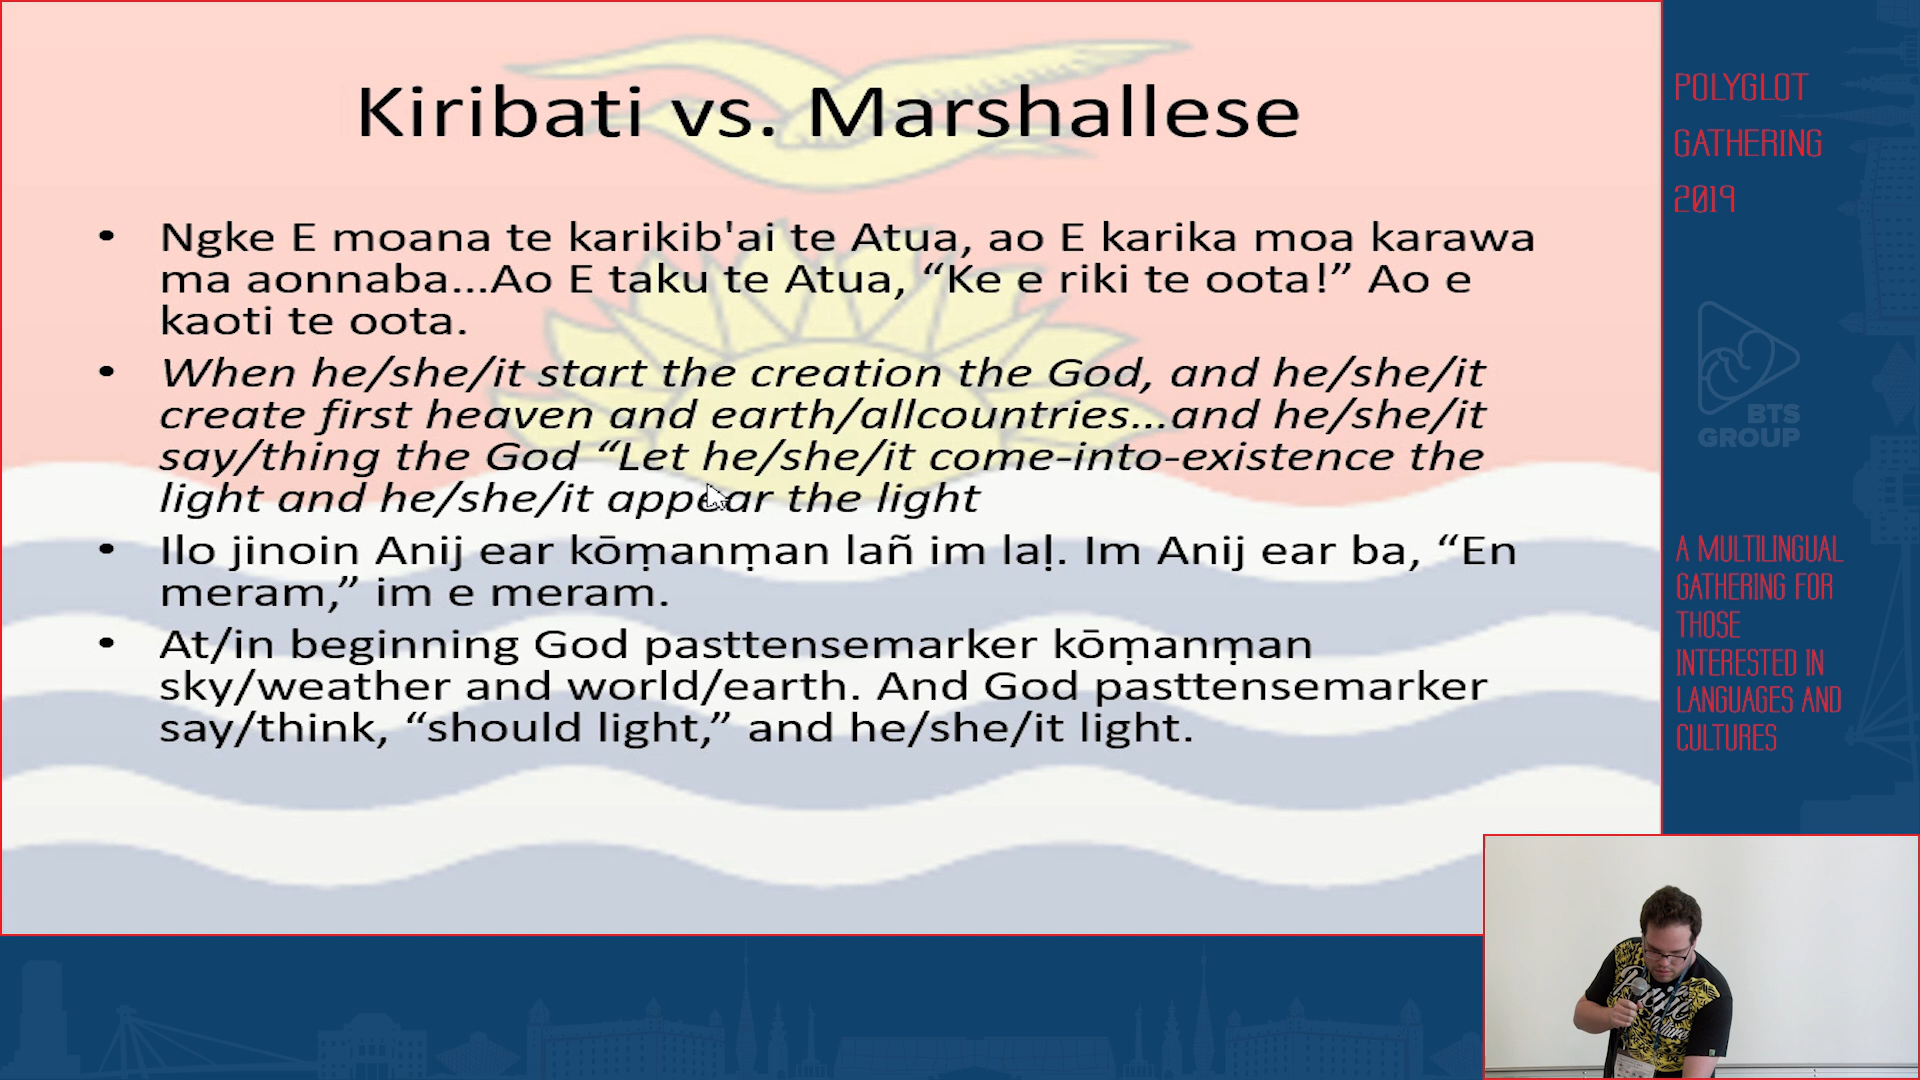 Kiribati vs. Marshallese
• Ngke E moana te karikib'ai te Atua, ao E karika moa karawa
ma aonnaba...Ao E taku te Atua, “Ke e riki te oota!” Ao e
kaoti te oota.
• When he/she/it start the creation the God, and he/she/it
create first heaven and earth/allcountries...and he/she/it
say/thing the God “Let he/she/it come-into-existence the
light and he/she/it appear the light
• Ilo jinoin Anij ear kōṃanṃan lañ im laḷ. Im Anij ear ba, “En
meram,” im e meram.
• At/in beginning God pasttensemarker kōṃanṃan
sky/weather and world/earth. And God pasttensemarker
say/think, “should light,” and he/she/it light.
POLYGLOT
GATHERING
2019
BTS
GROUP
A MULTILINGUAL
GATHERING FOR
THOSE
INTERESTED IN
LANGUAGES AND
CULTURES